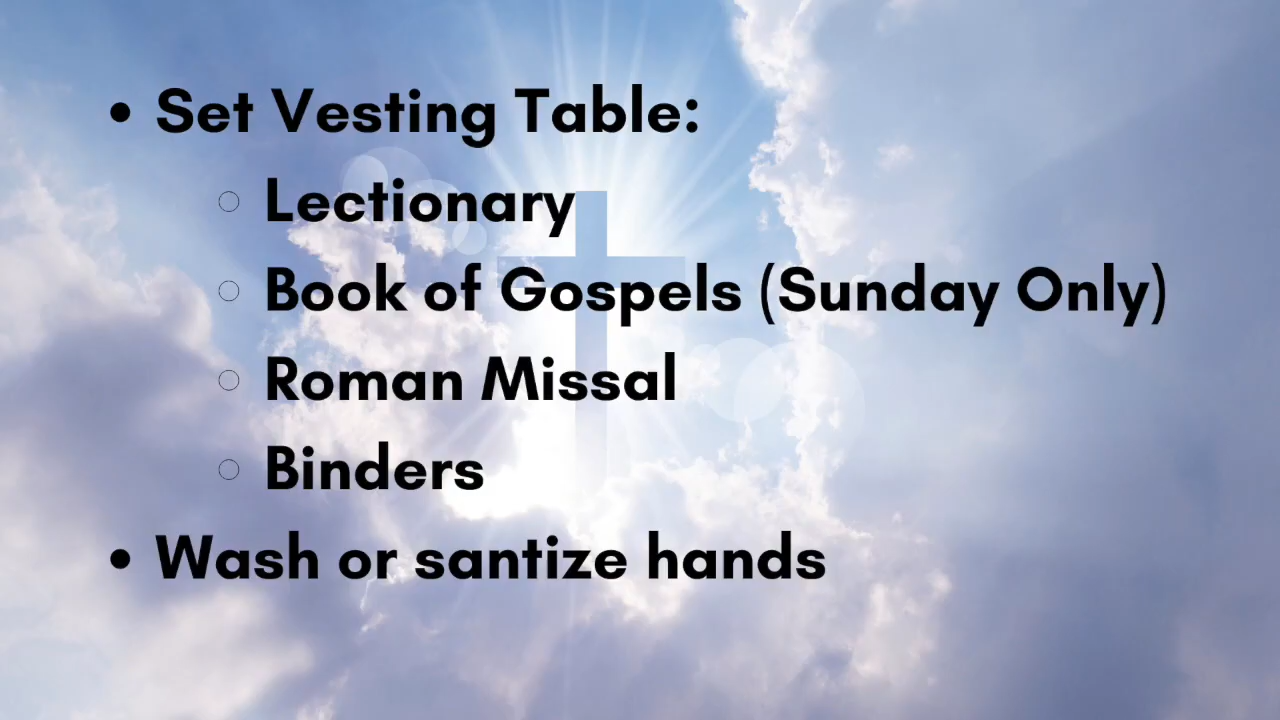 • Set Vesting Table:
○ Lectionary
○ Book of Gospels (Sunday Only)
○ Roman Missal
○ Binders
• Wash or santize hands